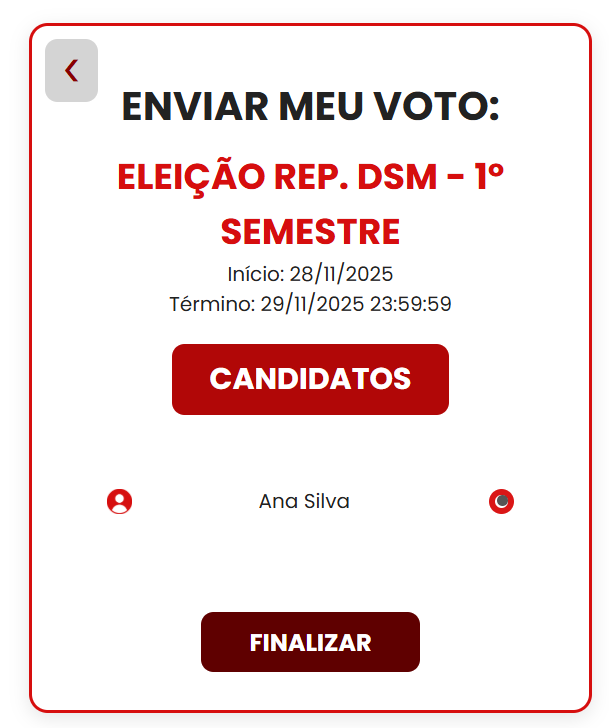 ENVIAR MEU VOTO:
ELEIÇÃO REP. DSM - 1º
SEMESTRE
Início: 28/11/2025
Término: 29/11/2025 23:59:59
CANDIDATOS
Ana Silva
FINALIZAR